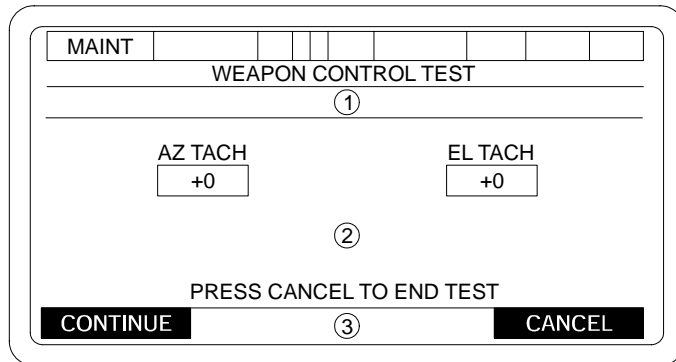 MAINT
WEAPON CONTROL TEST
1
AZ TACH EL TACH
+0 +0
2
PRESS CANCEL TO END TEST
CONTINUE 3 CANCEL